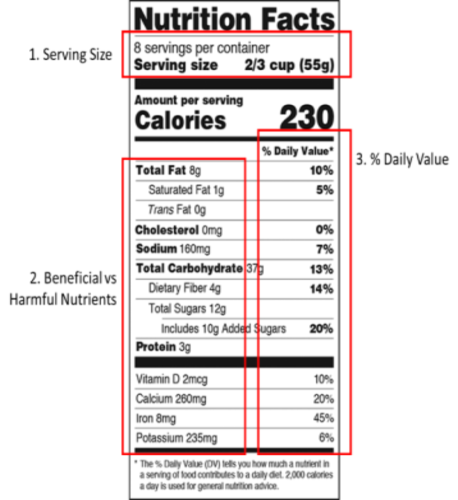 Nutrition Facts
1. Serving Size
8 servings per container
Serving size 2/3 cup (55g)
Amount per serving
Calories 230
% Daily Value*
3. % Daily Value
Total Fat 8g 10%
Saturated Fat 1g 5%
Trans Fat 0g
Cholesterol 0mg 0%
Sodium 160mg 7%
Total Carbohydrate 37g 13%
2. Beneficial vs
Harmful Nutrients
Dietary Fiber 4g 14%
Total Sugars 12g
Includes 10g Added Sugars 20%
Protein 3g
Vitamin D 2mcg 10%
Calcium 260mg 20%
Iron 8mg 45%
Potassium 235mg 6%
* The % Daily Value (DV) tells you how much a nutrient in
a serving of food contributes to a daily diet. 2,000 calories
a day is used for general nutrition advice.